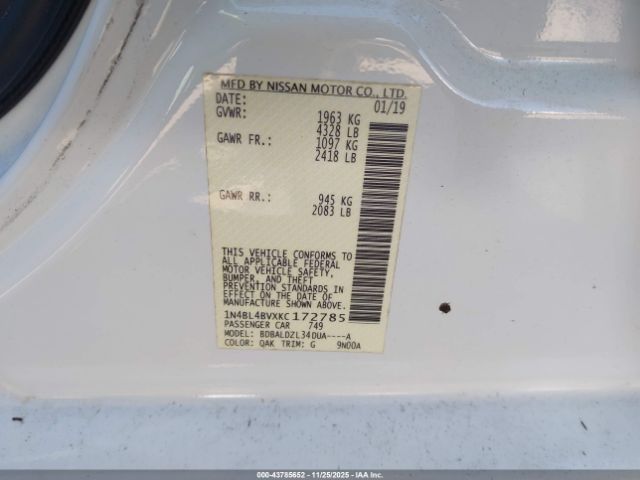 MFD BY NISSAN MOTOR CO., LTD.
DATE: 01/19
GVWR: 1963 KG
4328 LB
GAWR FR.: 1097 KG
2418 LB
GAWR RR.: 945 KG
2083 LB
THIS VEHICLE CONFORMS TO
ALL APPLICABLE FEDERAL
MOTOR VEHICLE SAFETY,
BUMPER, AND THEFT
PREVENTION STANDARDS IN
EFFECT ON THE DATE OF
MANUFACTURE SHOWN ABOVE.
1N4BL4BVXKC172785
PASSENGER CAR 749
MODEL: BDBALDZL34DUA----A
COLOR: QAK TRIM: G 9N00A
00-43785652 11/25/2025 IAA Inc.